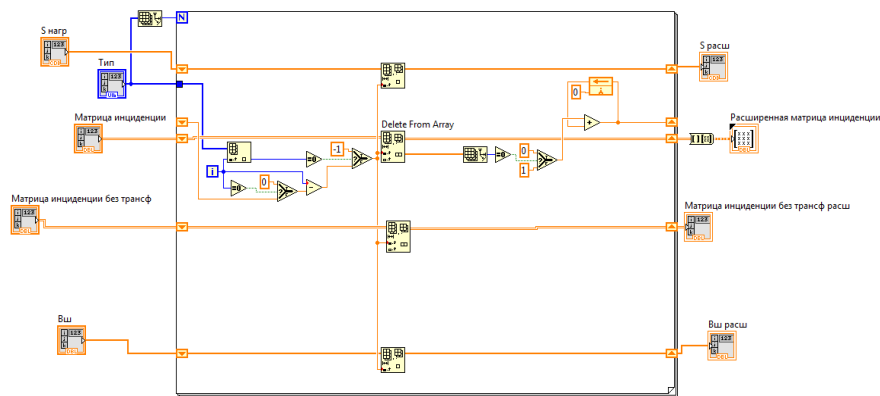 N
S нагр
S расш
Тип
0
Матрица инциденции
Delete From Array
Расширенная матрица инциденции
-1
0
1
i
0
Матрица инциденции без трансф
Матрица инциденции без трансф расш
Вш
Вш расш